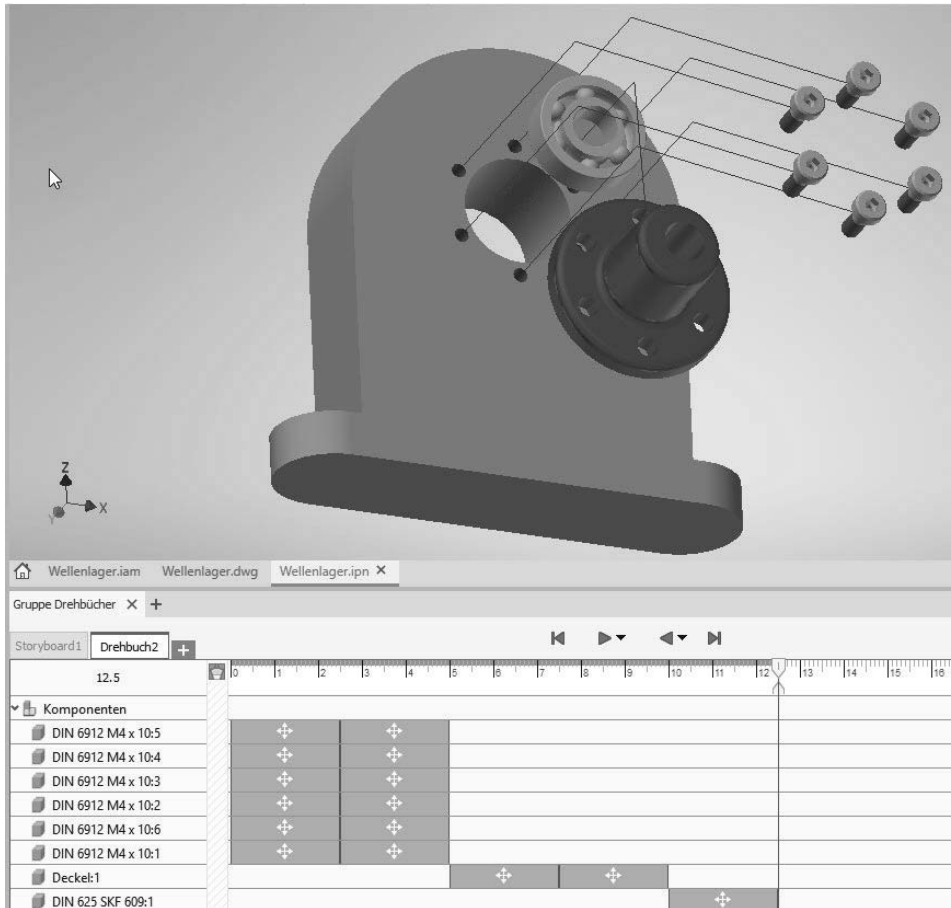 Z
Y X
Wellenlager.iam Wellenlager.dwg Wellenlager.ipn
Gruppe Drehbücher
Storyboard1 Drehbuch2
12.5 0 1 2 3 4 5 6 7 8 9 10 11 12 13 14 15 16
Komponenten
DIN 6912 M4 x 10:5
DIN 6912 M4 x 10:4
DIN 6912 M4 x 10:3
DIN 6912 M4 x 10:2
DIN 6912 M4 x 10:6
DIN 6912 M4 x 10:1
Deckel:1
DIN 625 SKF 609:1